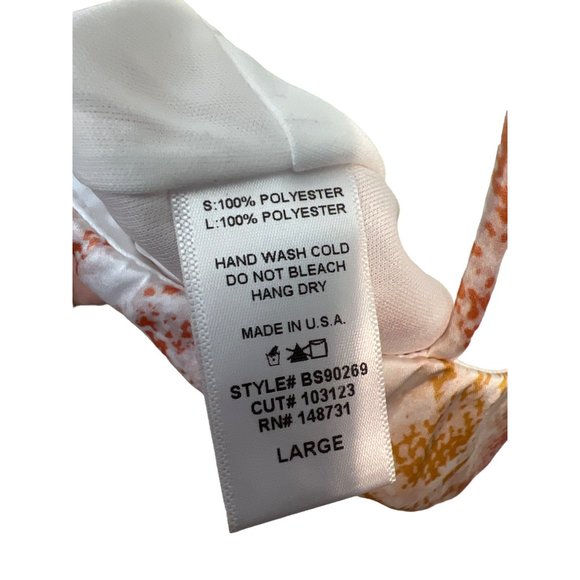 S:100% POLYESTER
L:100% POLYESTER
HAND WASH COLD
DO NOT BLEACH
HANG DRY
MADE IN U.S.A.
STYLE# BS90269
CUT# 103123
RN# 148731
LARGE